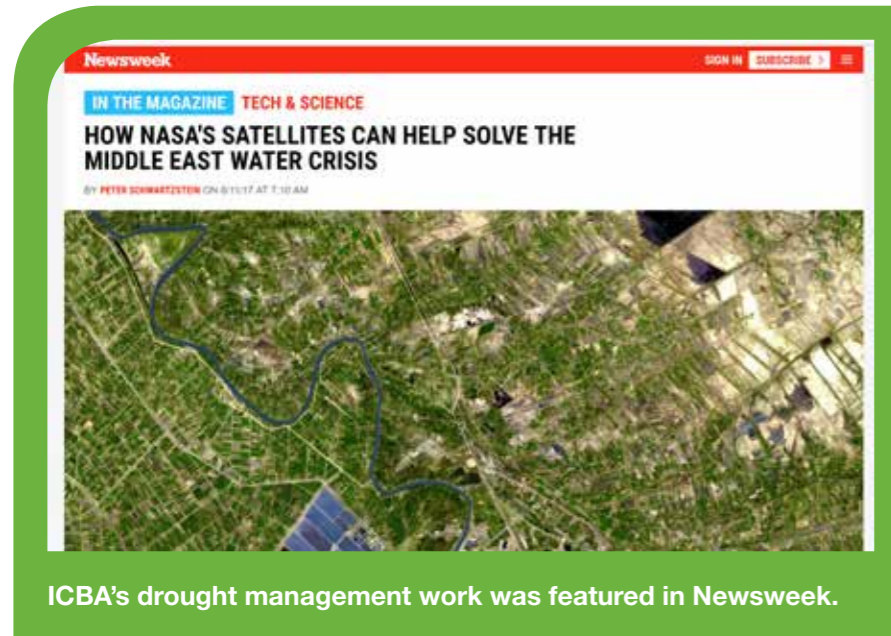 Newsweek
SIGN IN SUBSCRIBE >
IN THE MAGAZINE TECH & SCIENCE
HOW NASA'S SATELLITES CAN HELP SOLVE THE
MIDDLE EAST WATER CRISIS
BY PETER SCHWARTZSTEIN ON 8/11/17 AT 7:10 AM
ICBA's drought management work was featured in Newsweek.